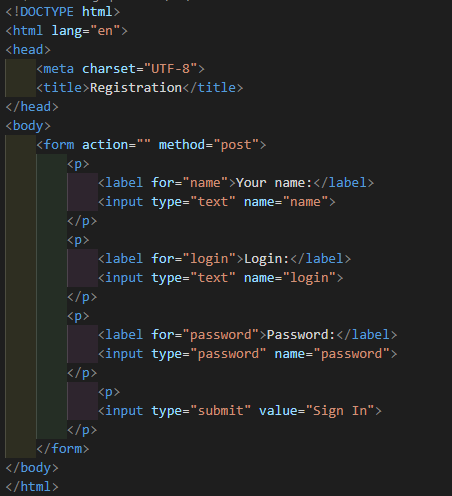 <!DOCTYPE html>
<html lang="en">
<head>
    <meta charset="UTF-8">
    <title>Registration</title>
</head>
<body>
    <form action="" method="post">
        <p>
            <label for="name">Your name:</label>
            <input type="text" name="name">
        </p>
        <p>
            <label for="login">Login:</label>
            <input type="text" name="login">
        </p>
        <p>
            <label for="password">Password:</label>
            <input type="password" name="password">
        </p>
            <p>
            <input type="submit" value="Sign In">
        </p>
    </form>
</body>
</html>